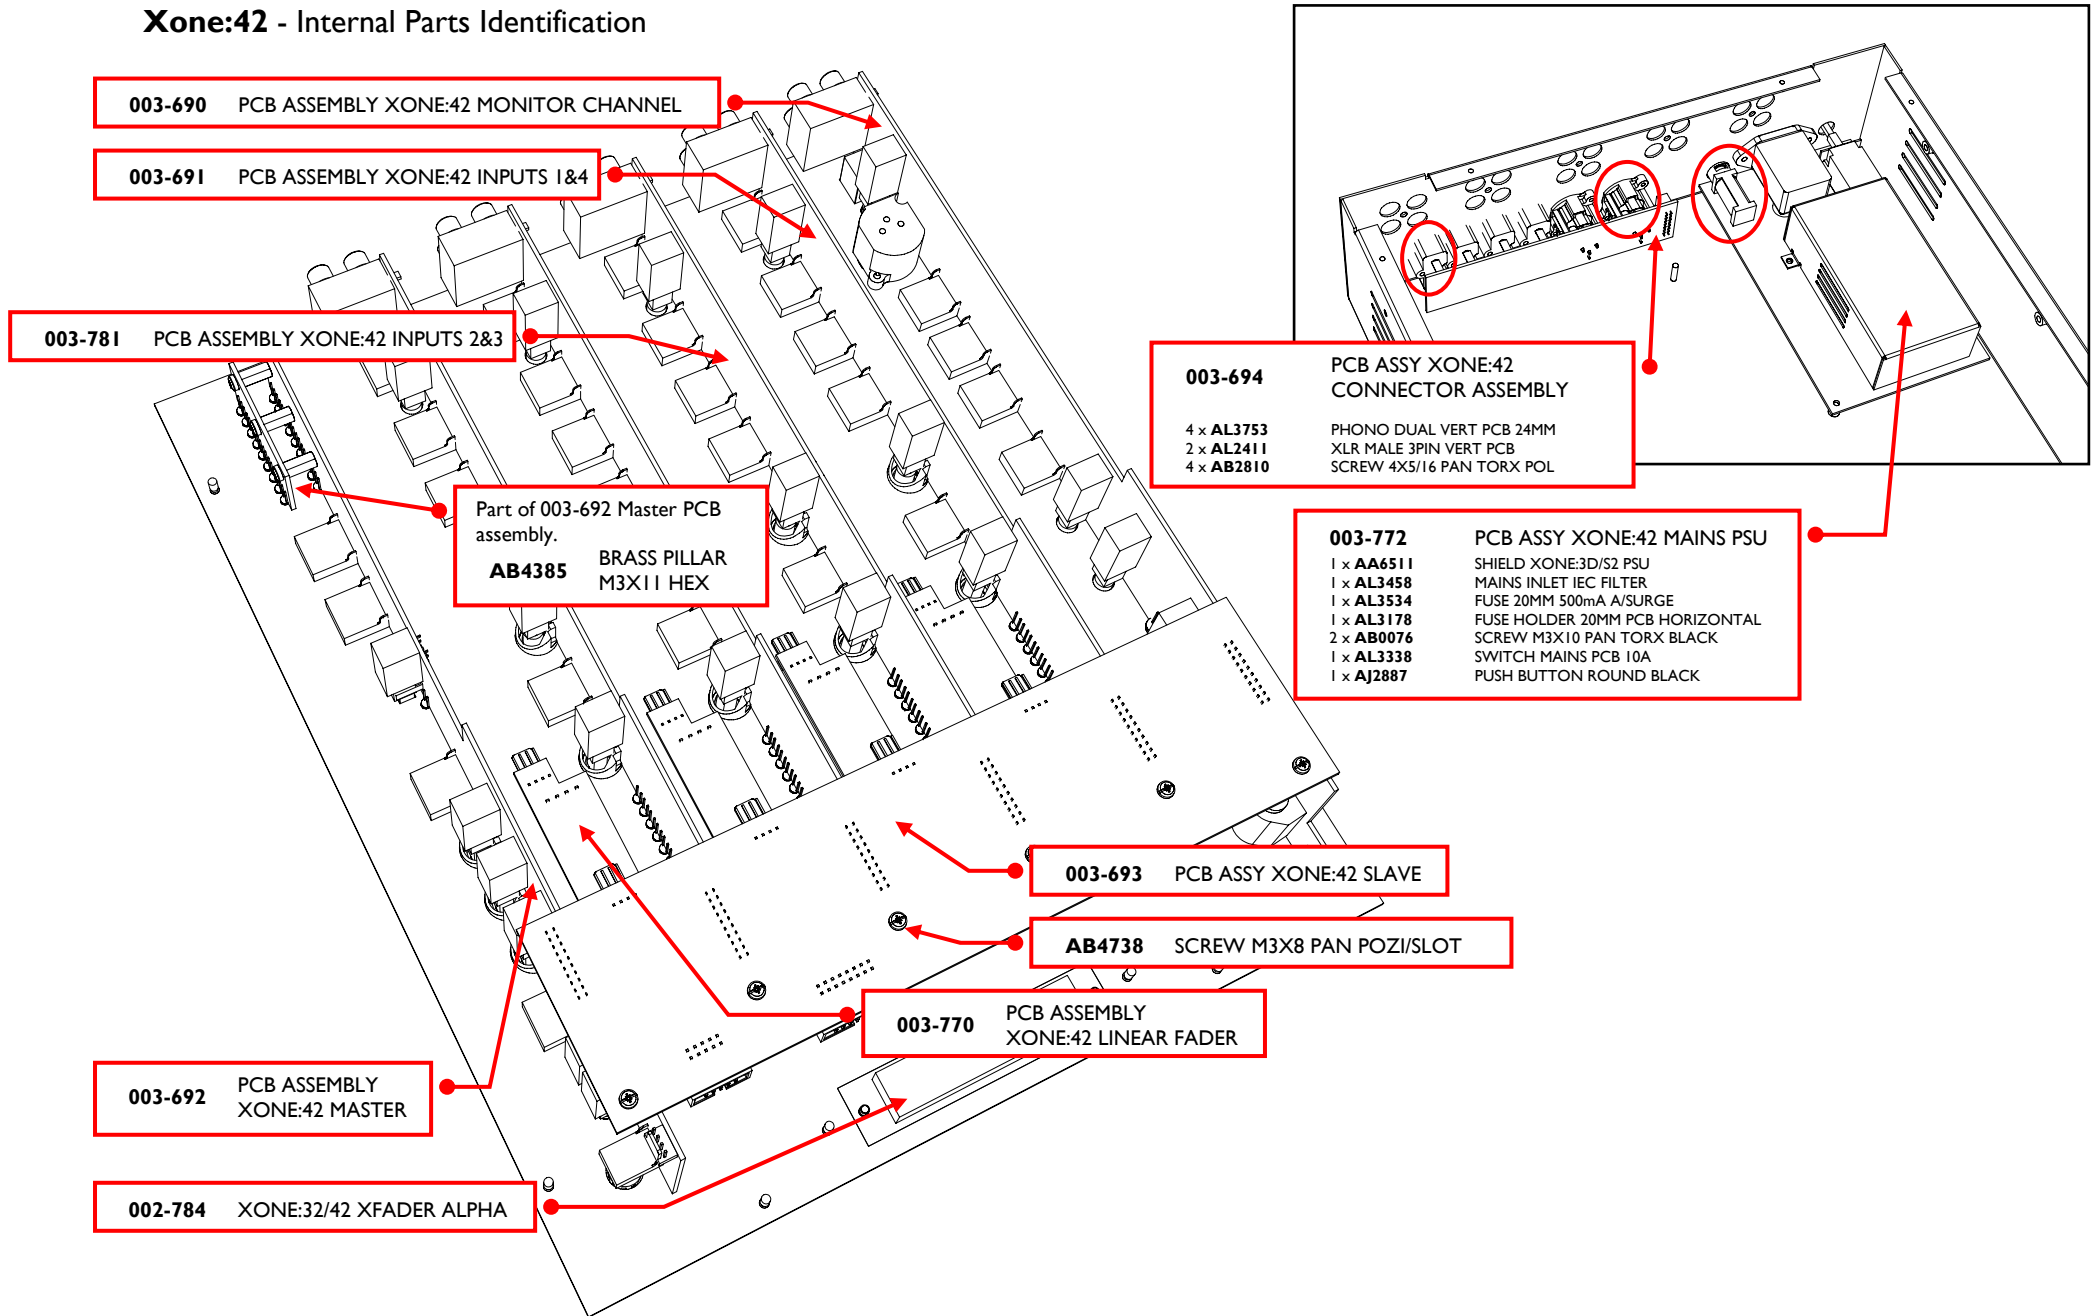 Xone:42 - Internal Parts Identification
003-690 PCB ASSEMBLY XONE:42 MONITOR CHANNEL
003-691 PCB ASSEMBLY XONE:42 INPUTS 1&4
003-781 PCB ASSEMBLY XONE:42 INPUTS 2&3
Part of 003-692 Master PCB
assembly.
AB4385 BRASS PILLAR
M3X11 HEX
003-694 PCB ASSY XONE:42
CONNECTOR ASSEMBLY
4 x AL3753 PHONO DUAL VERT PCB 24MM
2 x AL2411 XLR MALE 3PIN VERT PCB
4 x AB2810 SCREW 4X5/16 PAN TORX POL
003-772 PCB ASSY XONE:42 MAINS PSU
1 x AA6511 SHIELD XONE:3D/S2 PSU
1 x AL3458 MAINS INLET IEC FILTER
1 x AL3534 FUSE 20MM 500mA A/SURGE
1 x AL3178 FUSE HOLDER 20MM PCB HORIZONTAL
2 x AB0076 SCREW M3X10 PAN TORX BLACK
1 x AL3338 SWITCH MAINS PCB 10A
1 x AJ2887 PUSH BUTTON ROUND BLACK
003-693 PCB ASSY XONE:42 SLAVE
AB4738 SCREW M3X8 PAN POZI/SLOT
003-770 PCB ASSEMBLY
XONE:42 LINEAR FADER
003-692 PCB ASSEMBLY
XONE:42 MASTER
002-784 XONE:32/42 XFADER ALPHA